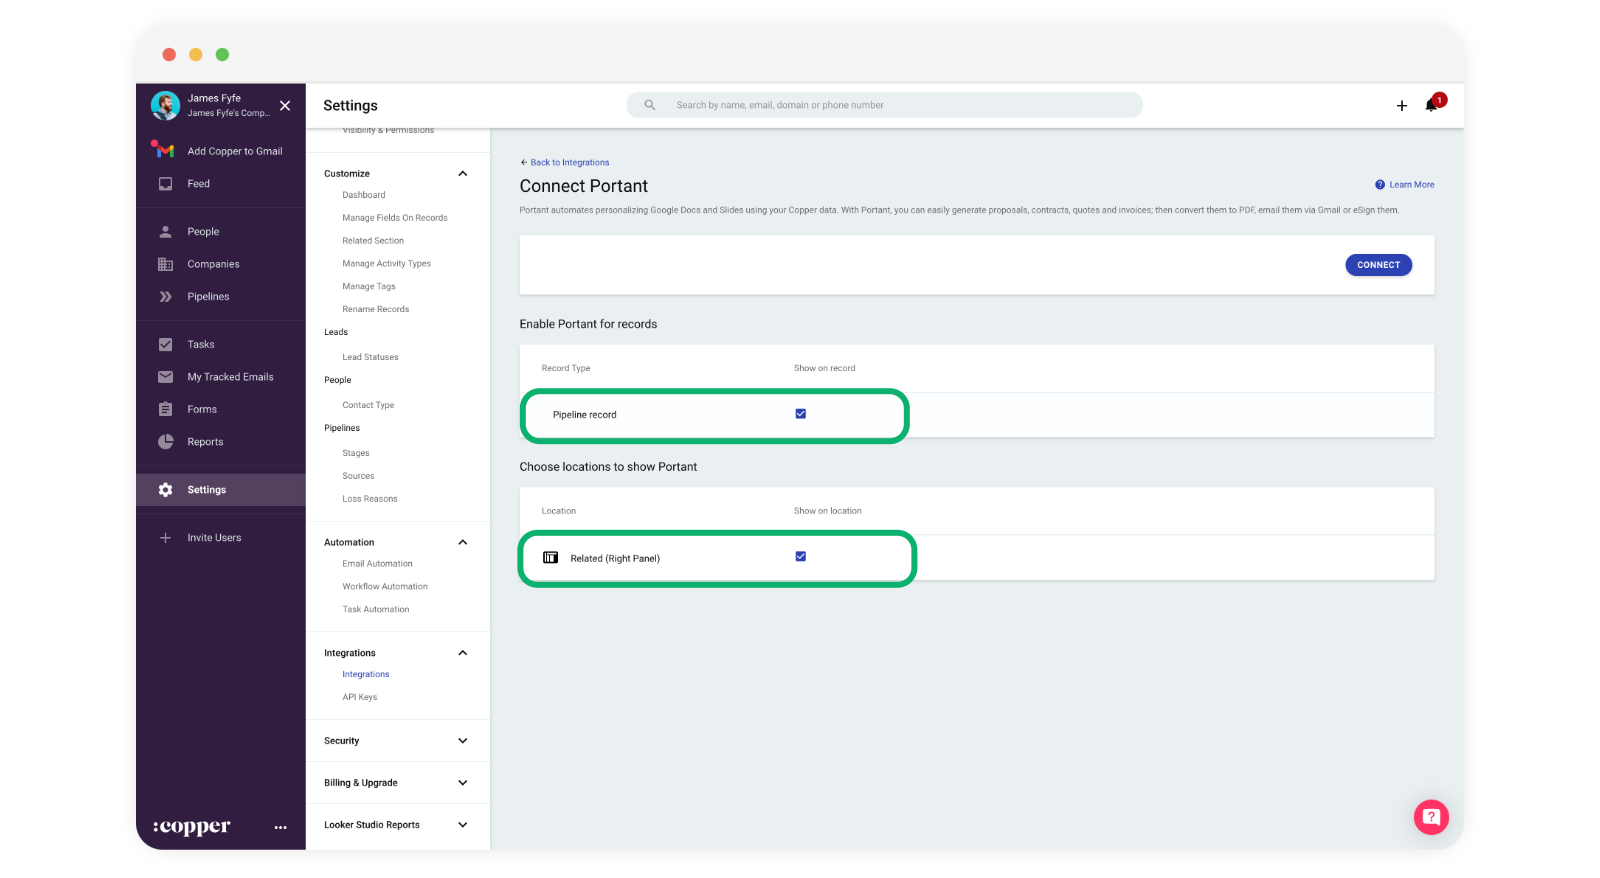 James Fyfe
James Fyfe's Comp...
Add Copper to Gmail
Feed
People
Companies
Pipelines
Tasks
My Tracked Emails
Forms
Reports
Settings
Invite Users
:copper
Settings
Search by name, email, domain or phone number
1
Visibility & Permissions
Customize
Dashboard
Manage Fields On Records
Related Section
Manage Activity Types
Manage Tags
Rename Records
Leads
Lead Statuses
People
Contact Type
Pipelines
Stages
Sources
Loss Reasons
Automation
Email Automation
Workflow Automation
Task Automation
Integrations
Integrations
API Keys
Security
Billing & Upgrade
Looker Studio Reports
Back to Integrations
Connect Portant
? Learn More
Portant automates personalizing Google Docs and Slides using your Copper data. With Portant, you can easily generate proposals, contracts, quotes and invoices; then convert them to PDF, email them via Gmail or eSign them.
CONNECT
Enable Portant for records
Record Type Show on record
Pipeline record
Choose locations to show Portant
Location Show on location
Related (Right Panel)
?